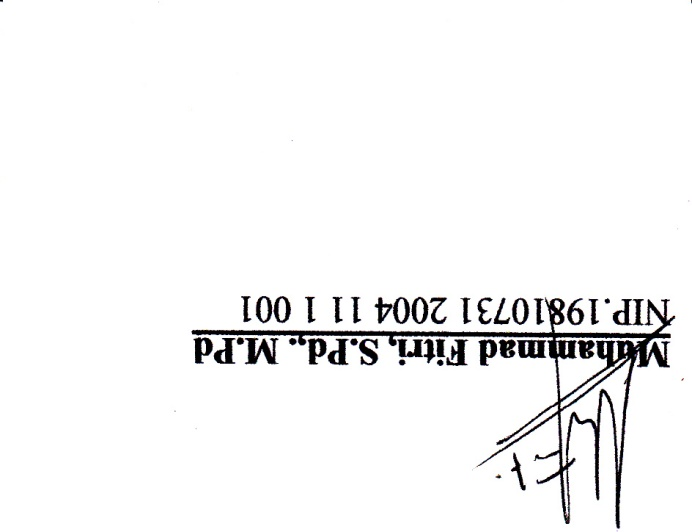 Muhammad Fitri, S.Pd., M.Pd
NIP.19810731 2004 11 1 001